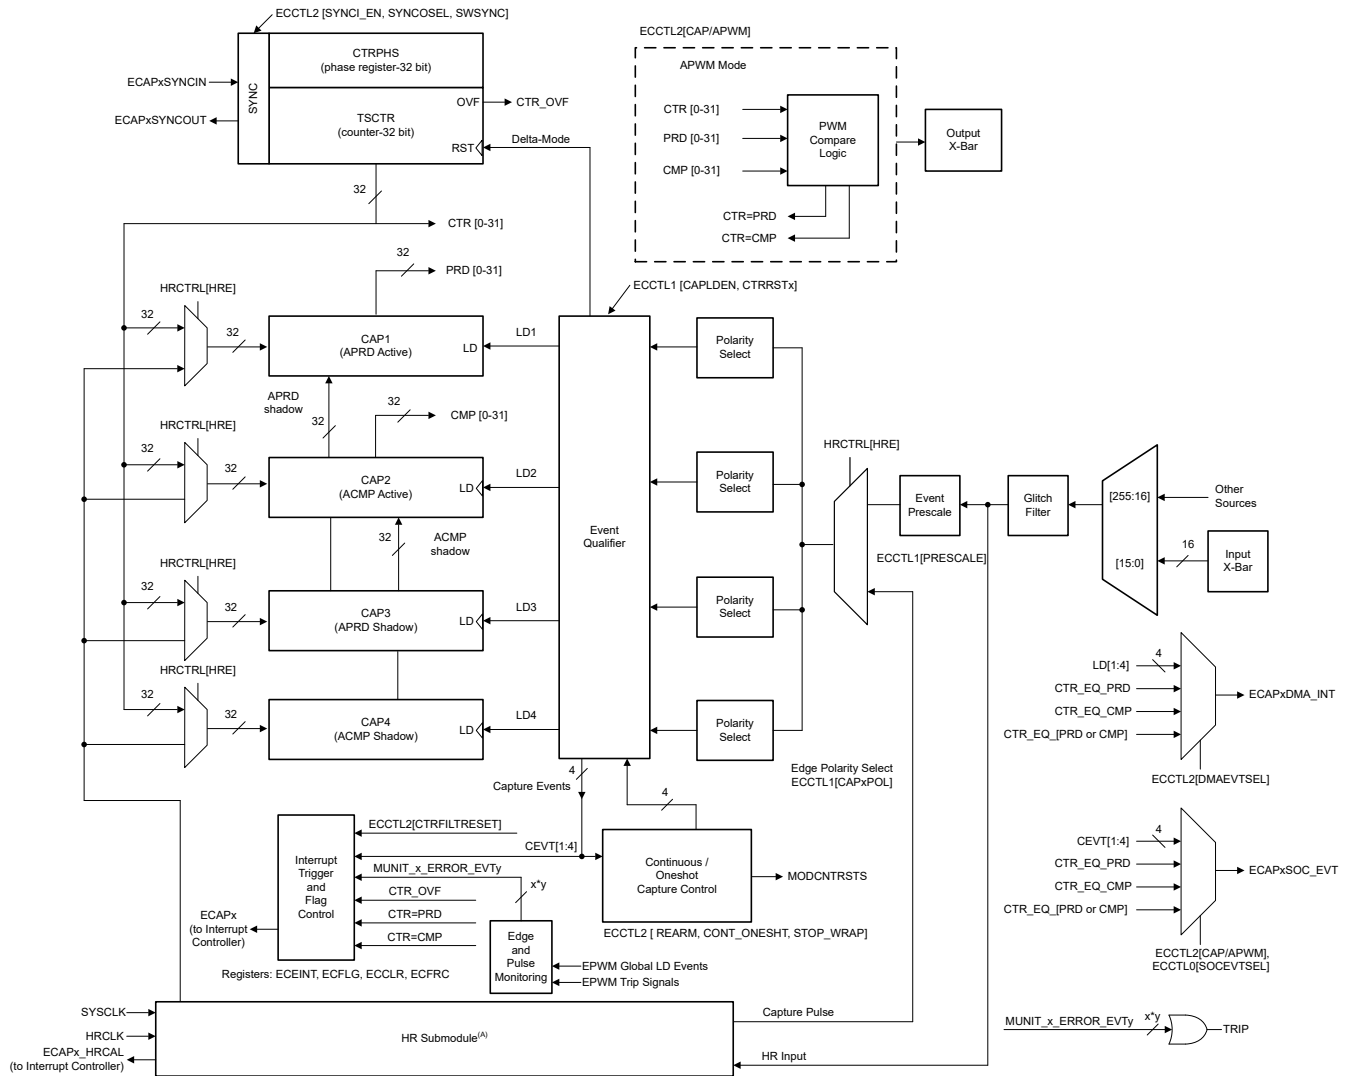 ECCTL2 [SYNCI_EN, SYNCOSEL, SWSYNC]
CTRPHS
(phase register-32 bit)
SYNC
ECAPxSYNCIN
ECAPxSYNCOUT
OVF
CTR_OVF
TSCTR
(counter-32 bit)
RST
Delta-Mode
32
CTR [0-31]
ECCTL2[CAP/APWM]
APWM Mode
CTR [0-31]
PRD [0-31]
CMP [0-31]
PWM
Compare
Logic
CTR=PRD
CTR=CMP
Output
X-Bar
32
PRD [0-31]
ECCTL1 [CAPLDEN, CTRRSTx]
HRCTRL[HRE]
32
32
CAP1
(APRD Active)
LD
LD1
Polarity
Select
APRD
shadow
32
32
CMP [0-31]
HRCTRL[HRE]
32
32
CAP2
(ACMP Active)
LD
LD2
Polarity
Select
32
ACMP
shadow
Event
Qualifier
HRCTRL[HRE]
Event
Prescale
ECCTL1[PRESCALE]
Glitch
Filter
[255:16]
[15:0]
Other
Sources
16
Input
X-Bar
HRCTRL[HRE]
32
32
CAP3
(APRD Shadow)
LD
LD3
Polarity
Select
HRCTRL[HRE]
32
32
CAP4
(ACMP Shadow)
LD
LD4
Polarity
Select
Edge Polarity Select
ECCTL1[CAPxPOL]
LD[1:4]
4
CTR_EQ_PRD
CTR_EQ_CMP
CTR_EQ_[PRD or CMP]
ECAPxDMA_INT
ECCTL2[DMAEVTSEL]
4
Capture Events
4
ECCTL2[CTRFILTRESET]
CEVT[1:4]
MUNIT_x_ERROR_EVTy
CTR_OVF
CTR=PRD
CTR=CMP
x*y
Interrupt
Trigger
and
Flag
Control
ECAPx
(to Interrupt
Controller)
Registers: ECEINT, ECFLG, ECCLR, ECFRC
Continuous /
Oneshot
Capture Control
MODCNTRSTS
ECCTL2 [ REARM, CONT_ONESHT, STOP_WRAP]
Edge
and
Pulse
Monitoring
EPWM Global LD Events
EPWM Trip Signals
CEVT[1:4]
4
CTR_EQ_PRD
CTR_EQ_CMP
CTR_EQ_[PRD or CMP]
ECAPxSOC_EVT
ECCTL2[CAP/APWM],
ECCTL0[SOCEVTSEL]
SYSCLK
HRCLK
ECAPx_HRCAL
(to Interrupt Controller)
HR Submodule(A)
Capture Pulse
HR Input
MUNIT_x_ERROR_EVTy
x*y
TRIP